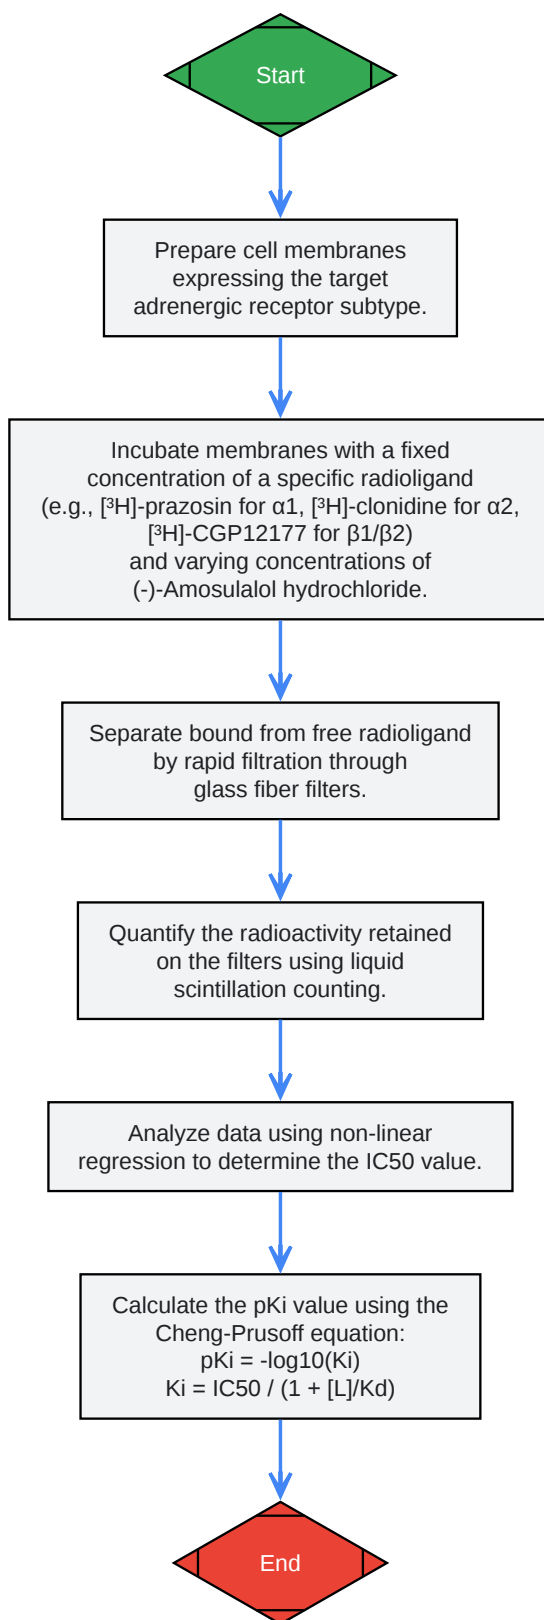 Start
Prepare cell membranes
expressing the target
adrenergic receptor subtype.
Incubate membranes with a fixed
concentration of a specific radioligand
(e.g., [³H]-prazosin for α1, [³H]-clonidine for α2,
[³H]-CGP12177 for β1/β2)
and varying concentrations of
(-)-Amosulalol hydrochloride.
Separate bound from free radioligand
by rapid filtration through
glass fiber filters.
Quantify the radioactivity retained
on the filters using liquid
scintillation counting.
Analyze data using non-linear
regression to determine the IC50 value.
Calculate the pKi value using the
Cheng-Prusoff equation:
pKi = -log10(Ki)
Ki = IC50 / (1 + [L]/Kd)
End